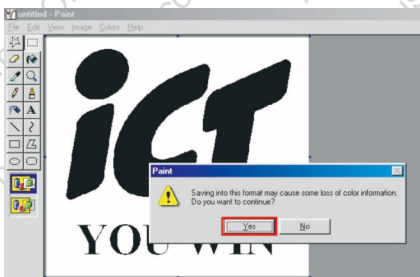 untitled - Paint
File Edit View Image Colors Help
A
ict
Paint
Saving into this format may cause some loss of color information.
Do you want to continue?
Yes No
YOU WIN